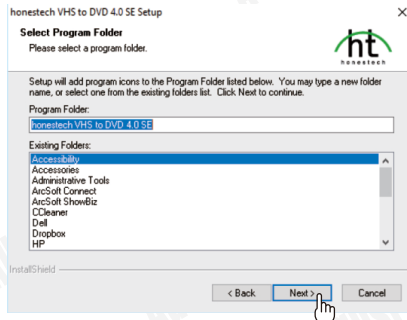 honestech VHS to DVD 4.0 SE Setup
Select Program Folder
Please select a program folder.
ht
honestech
Setup will add program icons to the Program Folder listed below. You may type a new folder
name, or select one from the existing folders list. Click Next to continue.
Program Folder:
honestech VHS to DVD 4.0 SE
Existing Folders:
Accessibility
Accessories
Administrative Tools
ArcSoft Connect
ArcSoft ShowBiz
CCleaner
Dell
Dropbox
HP
InstallShield
< Back
Next >
Cancel